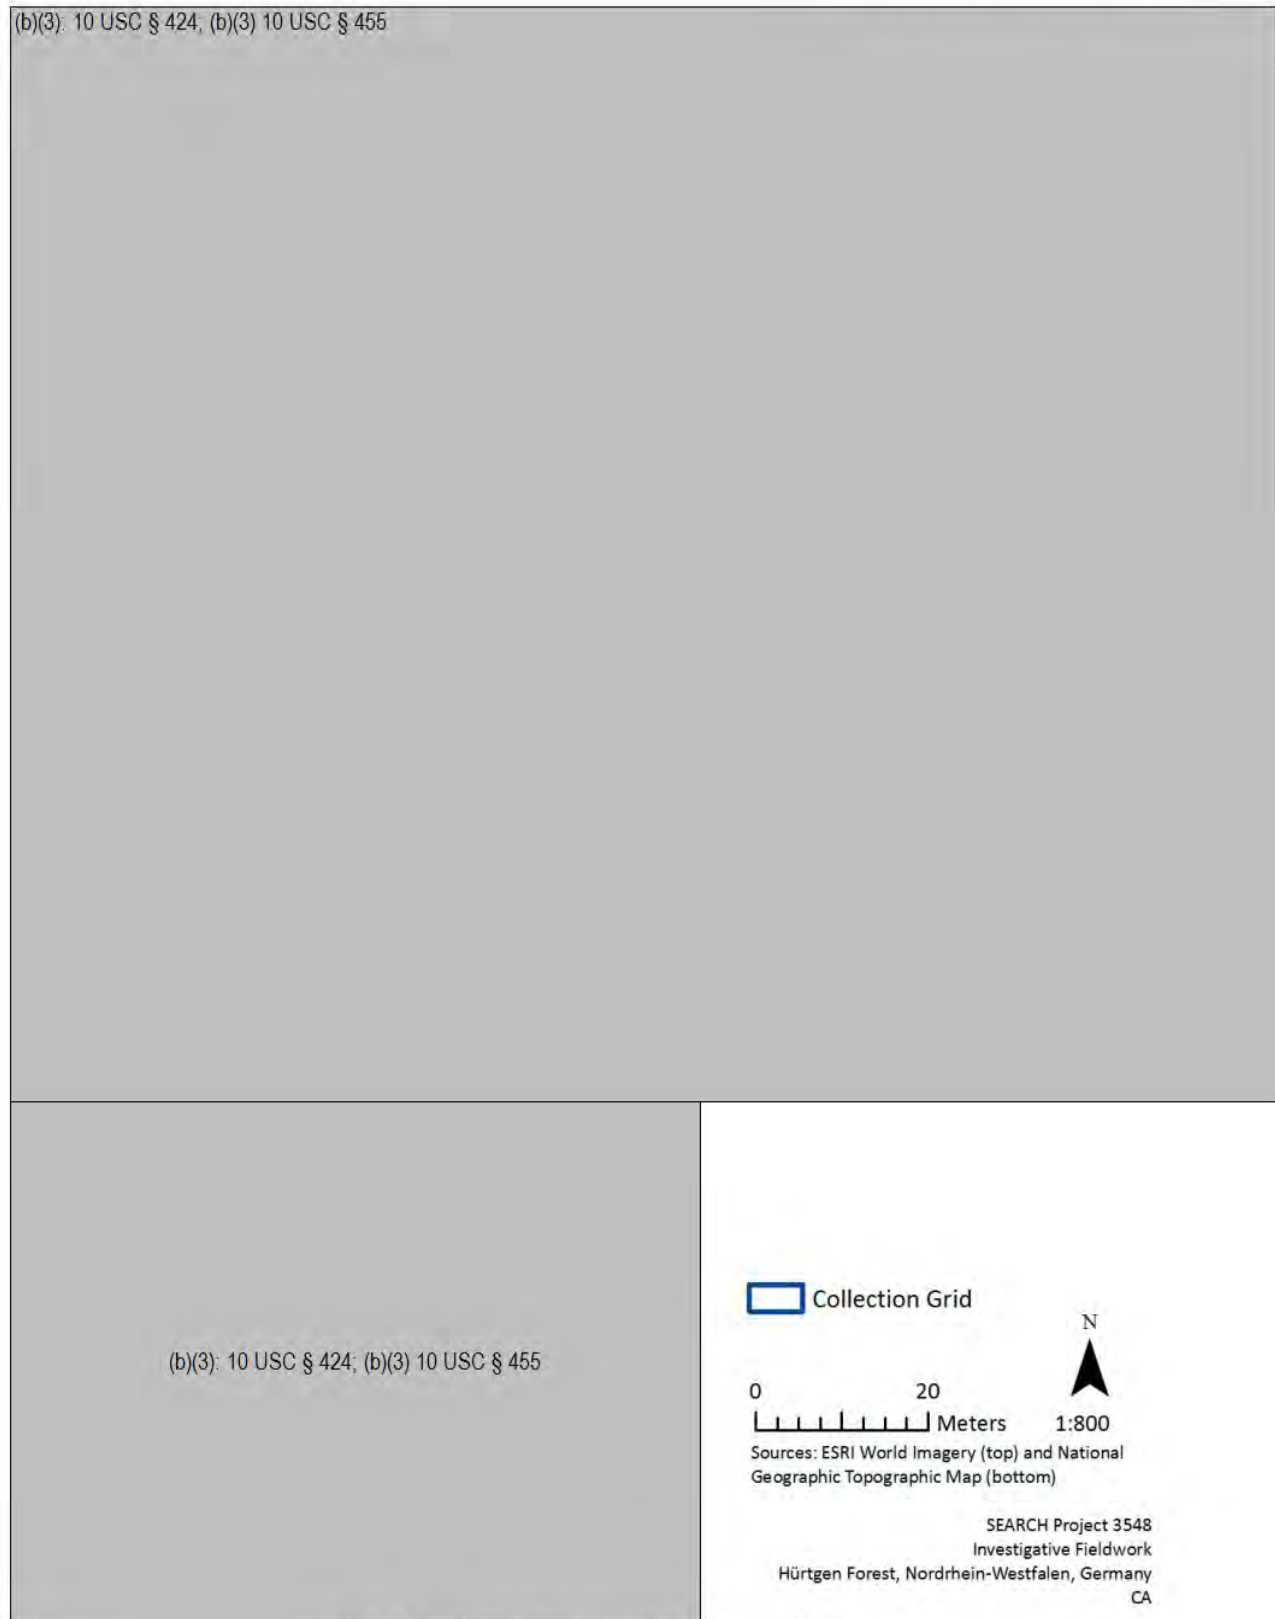 (b)(3): 10 USC § 424; (b)(3) 10 USC § 455
(b)(3): 10 USC § 424; (b)(3) 10 USC § 455
Collection Grid
N
0 20
Meters 1:800
Sources: ESRI World Imagery (top) and National
Geographic Topographic Map (bottom)
SEARCH Project 3548
Investigative Fieldwork
Hürtgen Forest, Nordrhein-Westfalen, Germany
CA